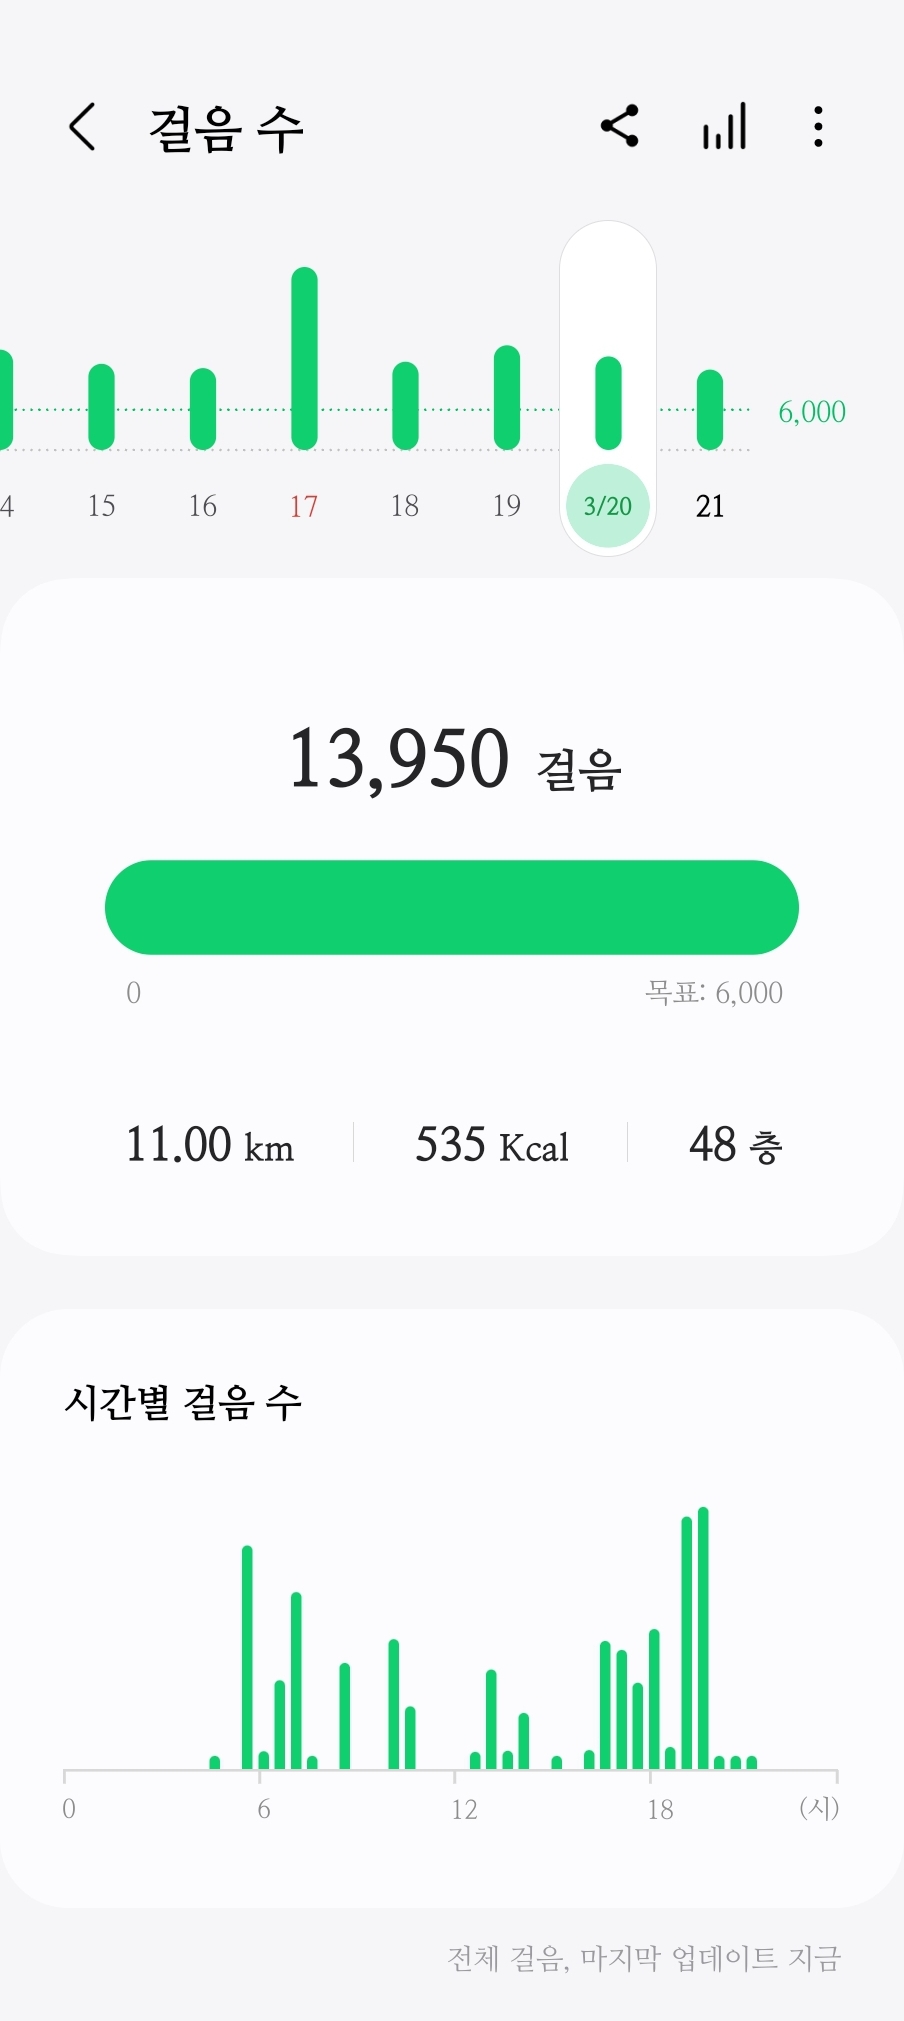 걸음 수
6,000
4 15 16 17 18 19 3/20 21
13,950 걸음
0 목표: 6,000
11.00 km 535 Kcal 48 층
시간별 걸음 수
0 6 12 18 (시)
전체 걸음, 마지막 업데이트 지금